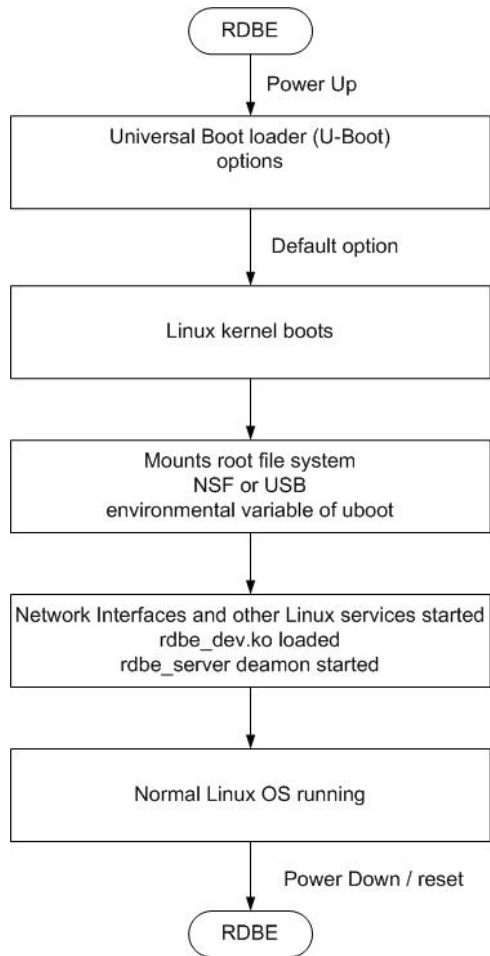 RDBE
Power Up
Universal Boot loader (U-Boot)
options
Default option
Linux kernel boots
Mounts root file system
NSF or USB
environmental variable of uboot
Network Interfaces and other Linux services started
rdbe_dev.ko loaded
rdbe_server deamon started
Normal Linux OS running
Power Down / reset
RDBE